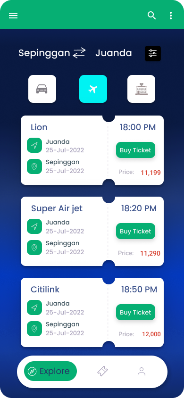 Sepinggan Juanda
Lion 18:00 PM
Juanda
25-Jul-2022
Buy Ticket
Sepinggan
25-Jul-2022
Price: 11,199
Super Air jet 18:20 PM
Juanda
25-Jul-2022
Buy Ticket
Sepinggan
25-Jul-2022
Price: 11,290
Citilink 18:50 PM
Juanda
25-Jul-2022
Buy Ticket
Sepinggan
25-Jul-2022
Price: 12,000
Explore